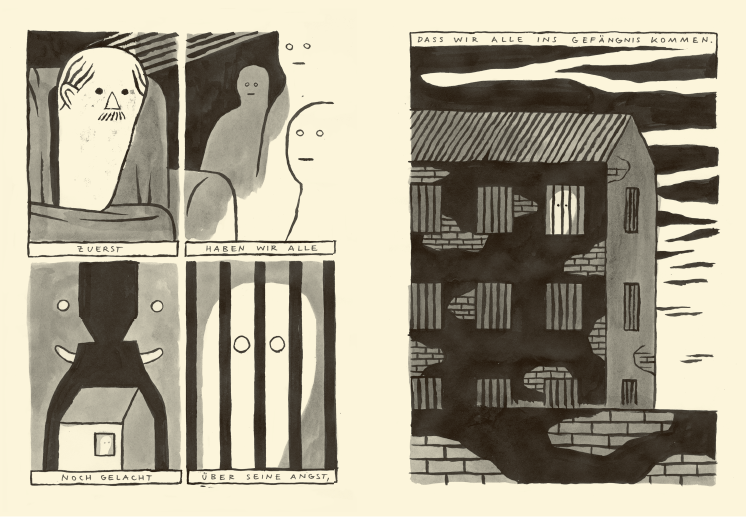 ZUERST
HABEN WIR ALLE
NOCH GELACHT
ÜBER SEINE ANGST,
DASS WIR ALLE INS GEFÄNGNIS KOMMEN.